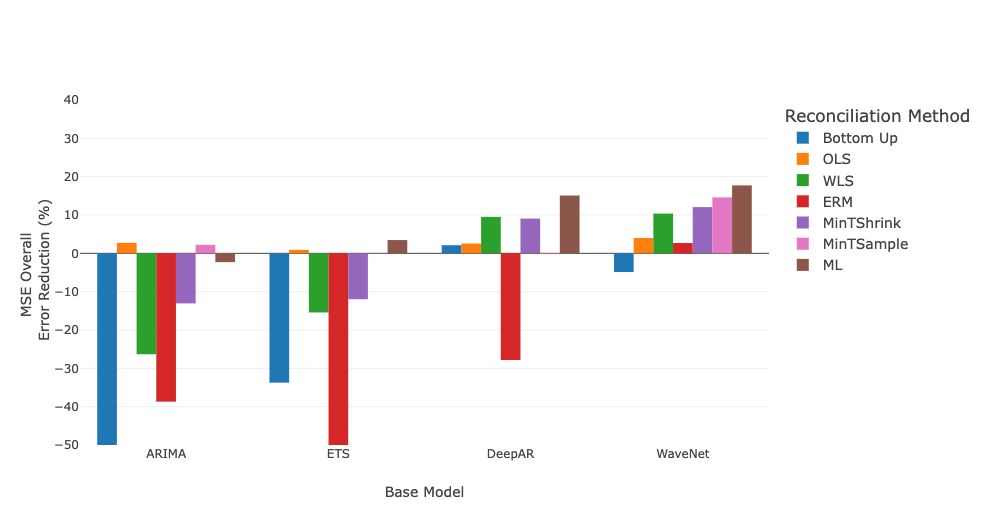 MSE Overall
Error Reduction (%)
40
30
20
10
0
−10
−20
−30
−40
−50
ARIMA
ETS
DeepAR
WaveNet
Base Model
Reconciliation Method
Bottom Up
OLS
WLS
ERM
MinTShrink
MinTSample
ML